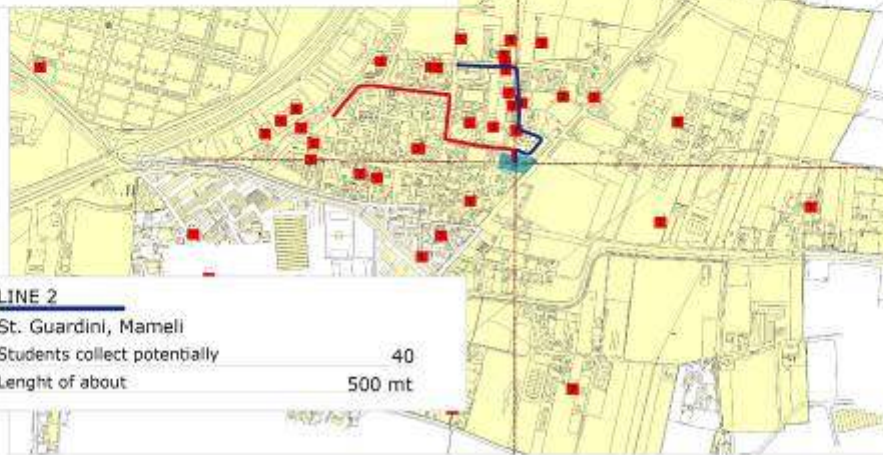 LINE 2
St. Guardini, Mameli
Students collect potentially 40
Lenght of about 500 mt